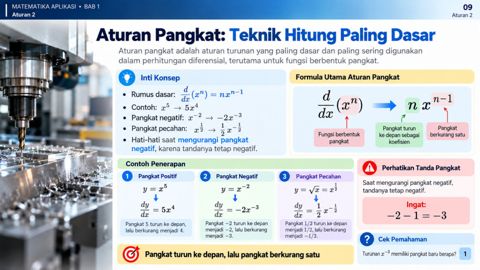 MATEMATIKA APLIKASI • BAB 1
Aturan 2
09
Aturan 2
Aturan Pangkat: Teknik Hitung Paling Dasar
Aturan pangkat adalah aturan turunan yang paling dasar dan paling sering digunakan
dalam perhitungan diferensial, terutama untuk fungsi berbentuk pangkat.
Inti Konsep
• Rumus dasar: d/dx (xⁿ) = nxⁿ⁻¹
• Contoh: x⁵ → 5x⁴
• Pangkat negatif: x⁻² → −2x⁻³
• Pangkat pecahan: x^(1/2) → 1/2 x^(−1/2)
• Hati-hati saat mengurangi pangkat
negatif, karena tandanya tetap negatif.
Formula Utama Aturan Pangkat
d/dx (xⁿ) → n xⁿ⁻¹
Fungsi berbentuk
pangkat
Pangkat turun
ke depan sebagai
koefisien
Pangkat
berkurang satu
Contoh Penerapan
1 Pangkat Positif
y = x⁵
dy/dx = 5x⁴
Pangkat 5 turun ke depan,
lalu berkurang menjadi 4.
2 Pangkat Negatif
y = x⁻²
dy/dx = −2x⁻³
Pangkat −2 turun ke depan
menjadi −2, lalu berkurang
−3.
3 Pangkat Pecahan
y = √x = x^(1/2)
dy/dx = 1/2 x^(−1/2)
Pangkat 1/2 turun ke depan
menjadi 1/2, lalu berkurang
menjadi −1/2.
Perhatikan Tanda Pangkat
Saat mengurangi pangkat negatif,
tandanya tetap negatif.
Ingat:
−2 − 1 = −3
Pangkat turun ke depan, lalu pangkat berkurang satu
Cek Pemahaman
Turunan x⁻³ memiliki pangkat baru berapa? 1